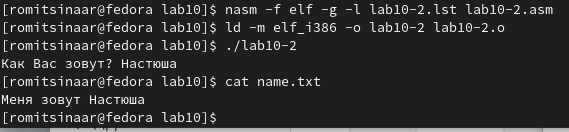 [romitsinaar@fedora lab10]$ nasm -f elf -g -l lab10-2.lst lab10-2.asm
[romitsinaar@fedora lab10]$ ld -m elf_i386 -o lab10-2 lab10-2.o
[romitsinaar@fedora lab10]$ ./lab10-2
Как Вас зовут? Настюша
[romitsinaar@fedora lab10]$ cat name.txt
Меня зовут Настюша
[romitsinaar@fedora lab10]$